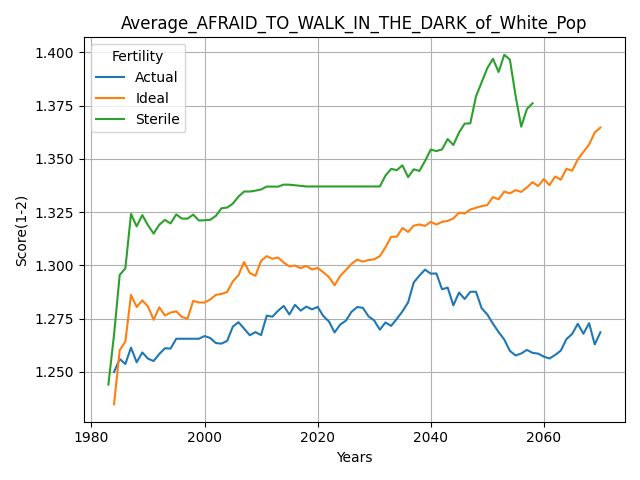 Average_AFRAID_TO_WALK_IN_THE_DARK_of_White_Pop
Fertility
Actual
Ideal
Sterile
Score(1-2)
1.400
1.375
1.350
1.325
1.300
1.275
1.250
1980
2000
2020
2040
2060
Years